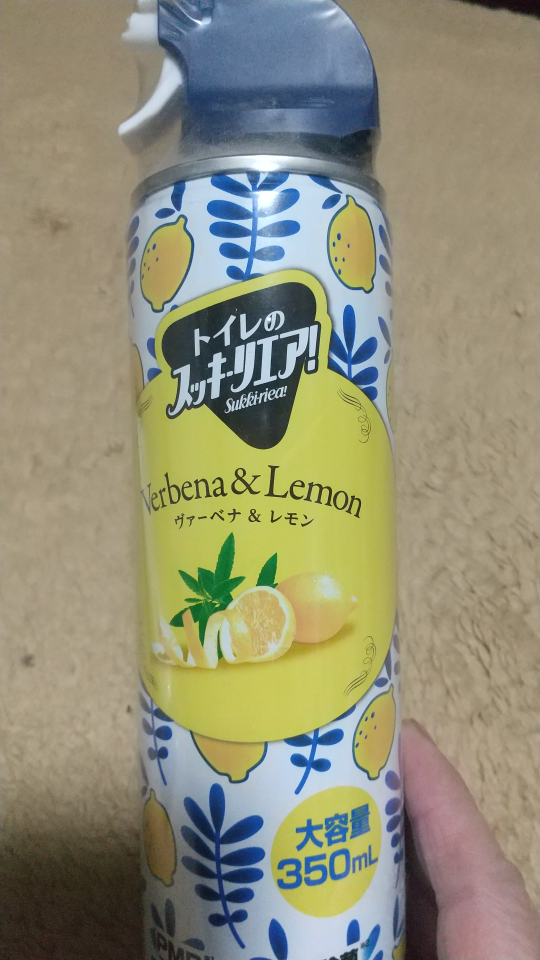 トイレの
スッキーリエア!
Sukki-riea!
Verbena & Lemon
ヴァーベナ & レモン
大容量
350mL